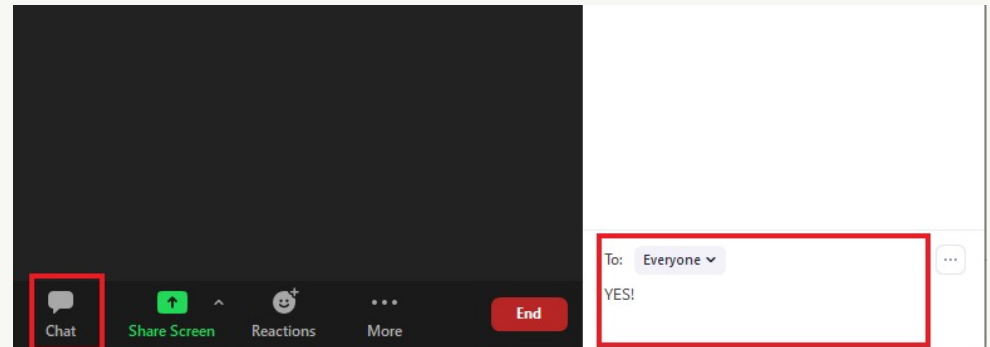 To: Everyone
YES!
Chat
Share Screen
Reactions
More
End